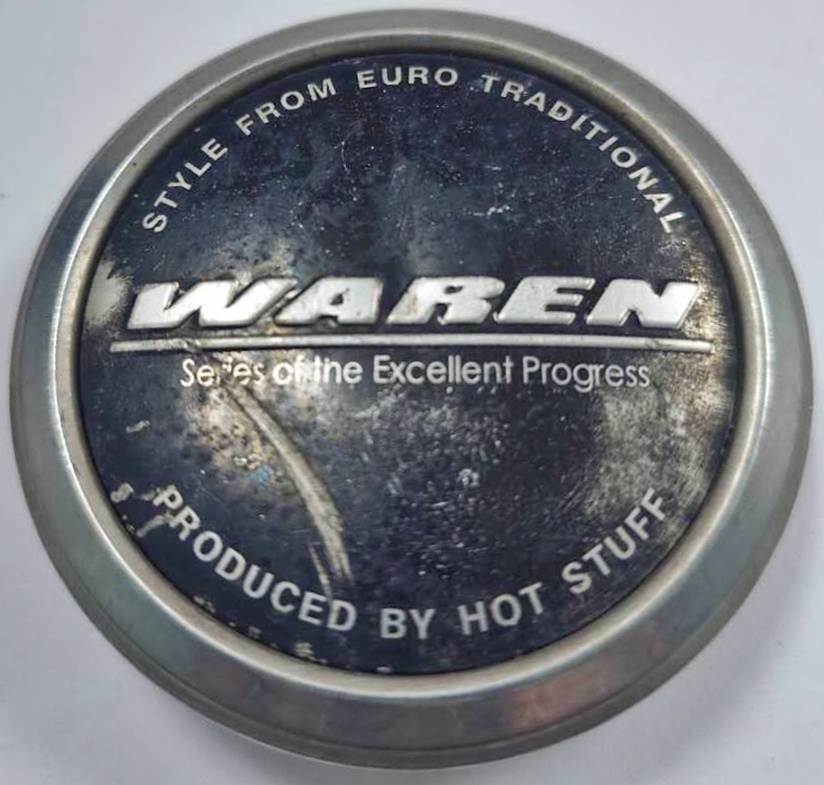 STYLE FROM EURO TRADITIONAL
WAREN
Series of the Excellent Progress
PRODUCED BY HOT STUFF